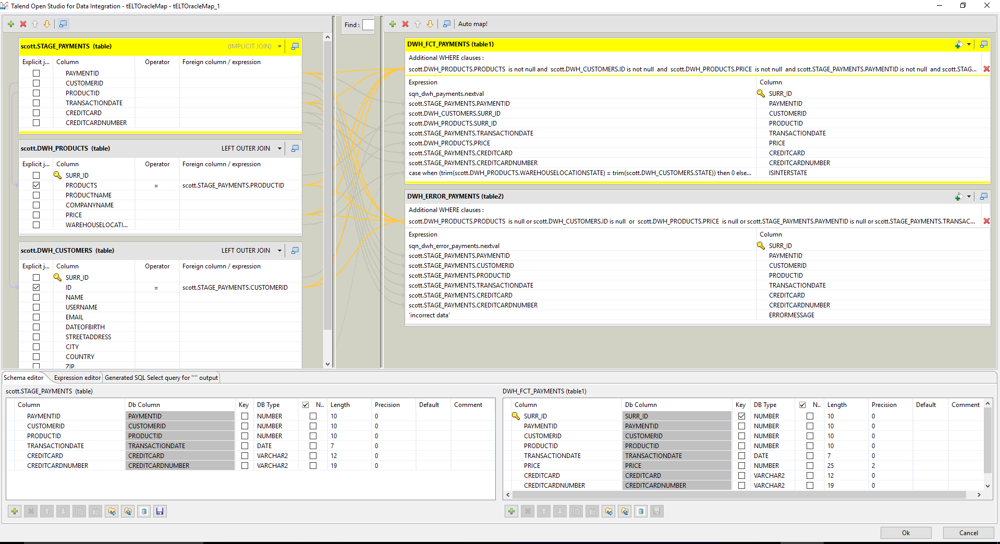 Talend Open Studio for Data Integration - tELTOracleMap - tELTOracleMap_1
Find :
Auto map!
scott.STAGE_PAYMENTS (table) (IMPLICIT JOIN)
Explicit j... Column Operator Foreign column / expression
PAYMENTID
CUSTOMERID
PRODUCTID
TRANSACTIONDATE
CREDITCARD
CREDITCARDNUMBER
scott.DWH_PRODUCTS (table) LEFT OUTER JOIN
Explicit j... Column Operator Foreign column / expression
SURR_ID
PRODUCTS = scott.STAGE_PAYMENTS.PRODUCTID
PRODUCTNAME
COMPANYNAME
PRICE
WAREHOUSELOCATI...
scott.DWH_CUSTOMERS (table) LEFT OUTER JOIN
Explicit j... Column Operator Foreign column / expression
SURR_ID
ID = scott.STAGE_PAYMENTS.CUSTOMERID
NAME
USERNAME
EMAIL
DATEOFBIRTH
STREETADDRESS
CITY
COUNTRY
ZIP
DWH_FCT_PAYMENTS (table1)
Additional WHERE clauses :
scott.DWH_PRODUCTS.PRODUCTS is not null and scott.DWH_CUSTOMERS.ID is not null and scott.DWH_PRODUCTS.PRICE is not null and scott.STAGE_PAYMENTS.PAYMENTID is not null and scott.STAG...
Expression Column
sqn_dwh_payments.nextval SURR_ID
scott.STAGE_PAYMENTS.PAYMENTID PAYMENTID
scott.DWH_CUSTOMERS.SURR_ID CUSTOMERID
scott.DWH_PRODUCTS.SURR_ID PRODUCTID
scott.STAGE_PAYMENTS.TRANSACTIONDATE TRANSACTIONDATE
scott.DWH_PRODUCTS.PRICE PRICE
scott.STAGE_PAYMENTS.CREDITCARD CREDITCARD
scott.STAGE_PAYMENTS.CREDITCARDNUMBER CREDITCARDNUMBER
case when (trim(scott.DWH_PRODUCTS.WAREHOUSELOCATIONSTATE) = trim(scott.DWH_CUSTOMERS.STATE)) then 0 else... ISINTERSTATE
DWH_ERROR_PAYMENTS (table2)
Additional WHERE clauses :
scott.DWH_PRODUCTS.PRODUCTS is null or scott.DWH_CUSTOMERS.ID is null or scott.DWH_PRODUCTS.PRICE is null or scott.STAGE_PAYMENTS.PAYMENTID is null or scott.STAGE_PAYMENTS.TRANSAC...
Expression Column
sqn_dwh_error_payments.nextval SURR_ID
scott.STAGE_PAYMENTS.PAYMENTID PAYMENTID
scott.STAGE_PAYMENTS.CUSTOMERID CUSTOMERID
scott.STAGE_PAYMENTS.PRODUCTID PRODUCTID
scott.STAGE_PAYMENTS.TRANSACTIONDATE TRANSACTIONDATE
scott.STAGE_PAYMENTS.CREDITCARD CREDITCARD
scott.STAGE_PAYMENTS.CREDITCARDNUMBER CREDITCARDNUMBER
'incorrect data' ERRORMESSAGE
Schema editor Expression editor Generated SQL Select query for "" output
scott.STAGE_PAYMENTS (table)
Column Db Column Key DB Type N.. Length Precision Default Comment
PAYMENTID PAYMENTID NUMBER 10 0
CUSTOMERID CUSTOMERID NUMBER 10 0
PRODUCTID PRODUCTID NUMBER 10 0
TRANSACTIONDATE TRANSACTIONDATE DATE 7 0
CREDITCARD CREDITCARD VARCHAR2 12 0
CREDITCARDNUMBER CREDITCARDNUMBER VARCHAR2 19 0
DWH_FCT_PAYMENTS (table1)
Column Db Column Key DB Type N.. Length Precision Default Comment
SURR_ID SURR_ID NUMBER 10 0
PAYMENTID PAYMENTID NUMBER 10 0
CUSTOMERID CUSTOMERID NUMBER 10 0
PRODUCTID PRODUCTID NUMBER 10 0
TRANSACTIONDATE TRANSACTIONDATE DATE 7 0
PRICE PRICE NUMBER 25 2
CREDITCARD CREDITCARD VARCHAR2 12 0
CREDITCARDNUMBER CREDITCARDNUMBER VARCHAR2 19 0
Ok Cancel